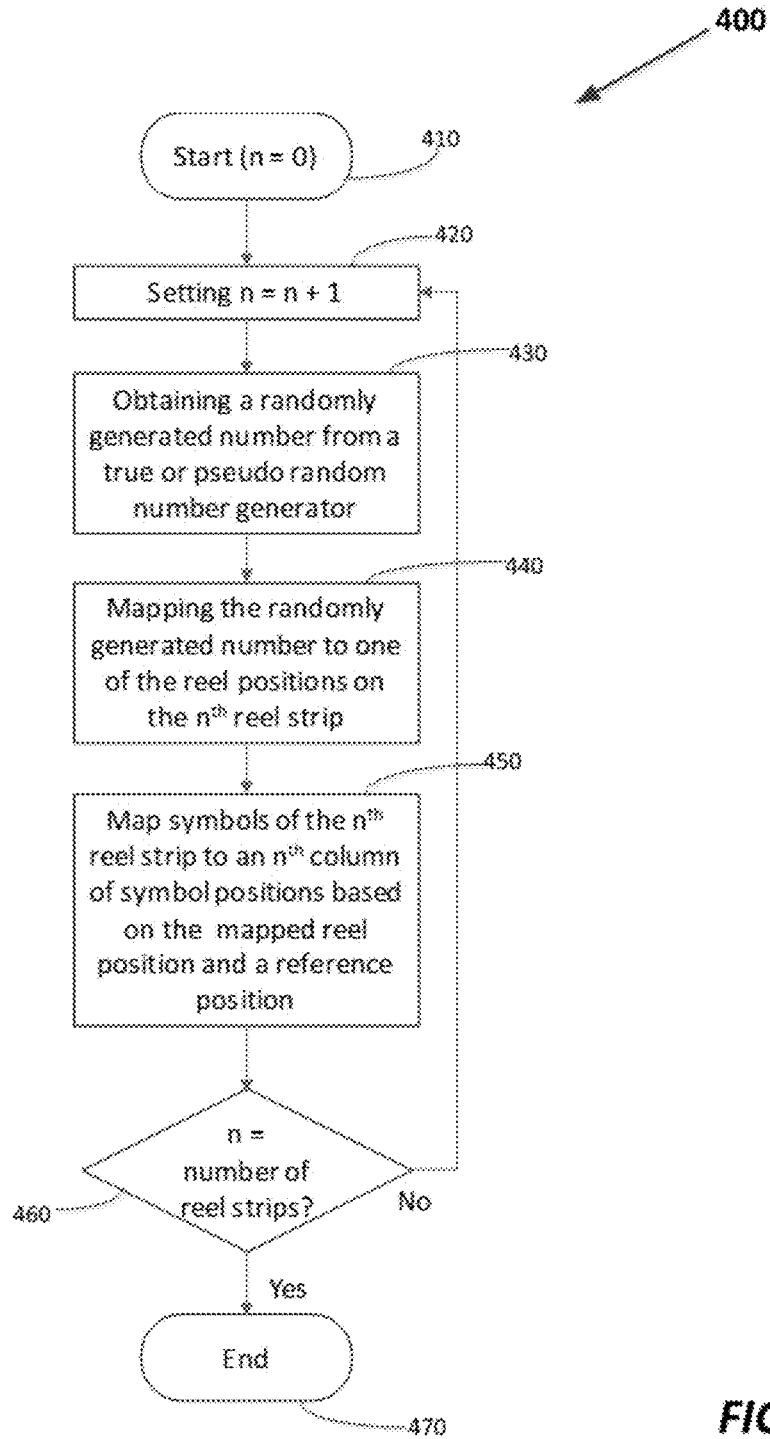 400
Start (n = 0)
410
420
Setting n = n + 1
430
Obtaining a randomly
generated number from a
true or pseudo random
number generator
440
Mapping the randomly
generated number to one
of the reel positions on
the nth reel strip
450
Map symbols of the nth
reel strip to an nth column
of symbol positions based
on the mapped reel
position and a reference
position
n =
number of
reel strips?
460
No
Yes
End
470
FIG